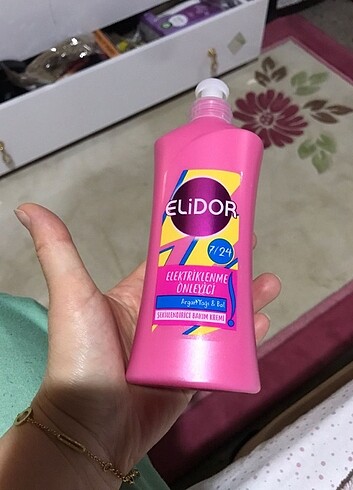 ELiDOR
7/24
ELEKTRİKLENME
ÖNLEYİCİ
Argan Yağı & Bal
ŞEKİLLENDİRİCİ BAKIM KREMİ